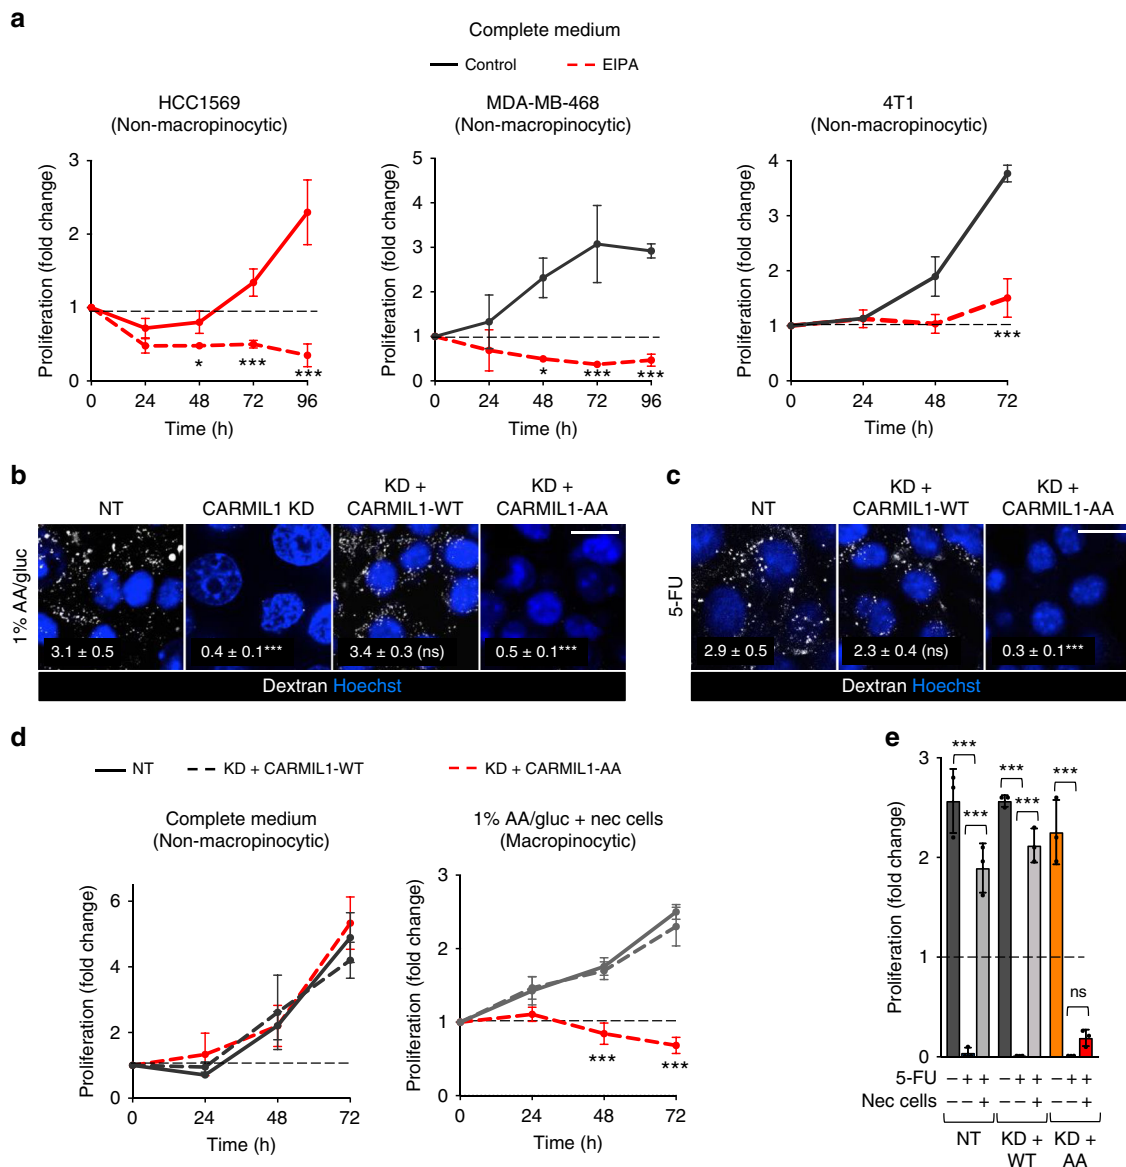 a
Complete medium
Control EIPA
HCC1569
(Non-macropinocytic)
MDA-MB-468
(Non-macropinocytic)
4T1
(Non-macropinocytic)
Proliferation (fold change)
3
2
1
0
* *** ***
0 24 48 72 96
Time (h)
Proliferation (fold change)
5
4
3
2
1
0
* *** ***
0 24 48 72 96
Time (h)
Proliferation (fold change)
4
3
2
1
0
***
0 24 48 72
Time (h)
b
NT
CARMIL1 KD
KD +
CARMIL1-WT
KD +
CARMIL1-AA
1% AA/gluc
3.1 ± 0.5
0.4 ± 0.1***
3.4 ± 0.3 (ns)
0.5 ± 0.1***
Dextran Hoechst
c
NT
KD +
CARMIL1-WT
KD +
CARMIL1-AA
5-FU
2.9 ± 0.5
2.3 ± 0.4 (ns)
0.3 ± 0.1***
Dextran Hoechst
d
NT KD + CARMIL1-WT KD + CARMIL1-AA
Complete medium
(Non-macropinocytic)
Proliferation (fold change)
6
4
2
0
0 24 48 72
Time (h)
1% AA/gluc + nec cells
(Macropinocytic)
Proliferation (fold change)
3
2
1
0
*** ***
0 24 48 72
Time (h)
e
Proliferation (fold change)
3
2
1
0
*** *** ***
*** ***
ns
5-FU − + + − + + − + +
Nec cells − − + − − + − − +
NT
KD +
WT
KD +
AA